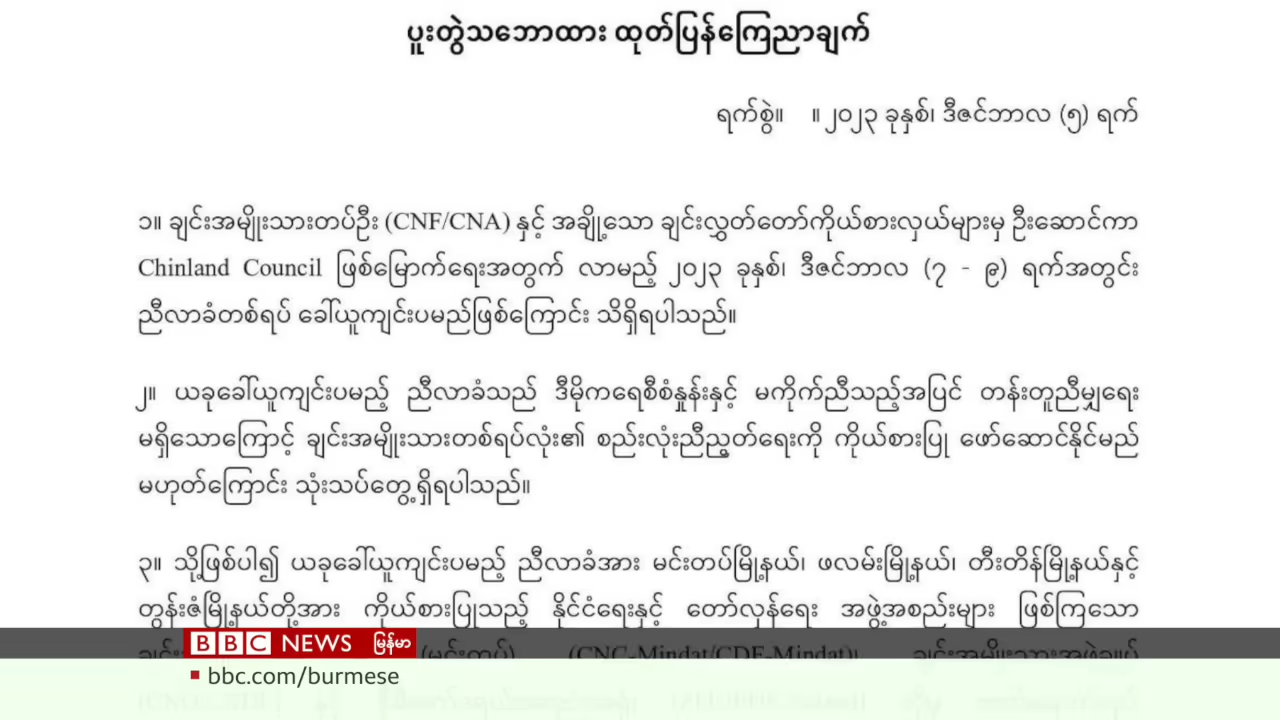 ပူးတွဲသဘောထား ထုတ်ပြန်ကြေညာချက်
ရက်စွဲ။ ။ ၂၀၂၃ ခုနှစ်၊ ဒီဇင်ဘာလ (၅) ရက်
၁။ ချင်းအမျိုးသားတပ်ဦး (CNF/CNA) နှင့် အချို့သော ချင်းလွှတ်တော်ကိုယ်စားလှယ်များမှ ဦးဆောင်ကာ
Chinland Council ဖြစ်မြောက်ရေးအတွက် လာမည့် ၂၀၂၃ ခုနှစ်၊ ဒီဇင်ဘာလ (၇ - ၉) ရက်အတွင်း
ညီလာခံတစ်ရပ် ခေါ်ယူကျင်းပမည်ဖြစ်ကြောင်း သိရှိရပါသည်။
၂။ ယခုခေါ်ယူကျင်းပမည့် ညီလာခံသည် ဒီမိုကရေစီစံနှုန်းနှင့် မကိုက်ညီသည့်အပြင် တန်းတူညီမျှရေး
မရှိသောကြောင့် ချင်းအမျိုးသားတစ်ရပ်လုံး၏ စည်းလုံးညီညွတ်ရေးကို ကိုယ်စားပြု ဖော်ဆောင်နိုင်မည်
မဟုတ်ကြောင်း သုံးသပ်တွေ့ရှိရပါသည်။
၃။ သို့ဖြစ်ပါ၍ ယခုခေါ်ယူကျင်းပမည့် ညီလာခံအား မင်းတပ်မြို့နယ်၊ ဖလမ်းမြို့နယ်၊ တီးတိန်မြို့နယ်နှင့်
တွန်းဇံမြို့နယ်တို့အား ကိုယ်စားပြုသည့် နိုင်ငံရေးနှင့် တော်လှန်ရေး အဖွဲ့အစည်းများ ဖြစ်ကြသော
(မင်းတပ်) (CNC-Mindat/CDF-Mindat)၊ ချင်းအမျိုးသားအဖွဲ့ချုပ်
BBC NEWS မြန်မာ
bbc.com/burmese